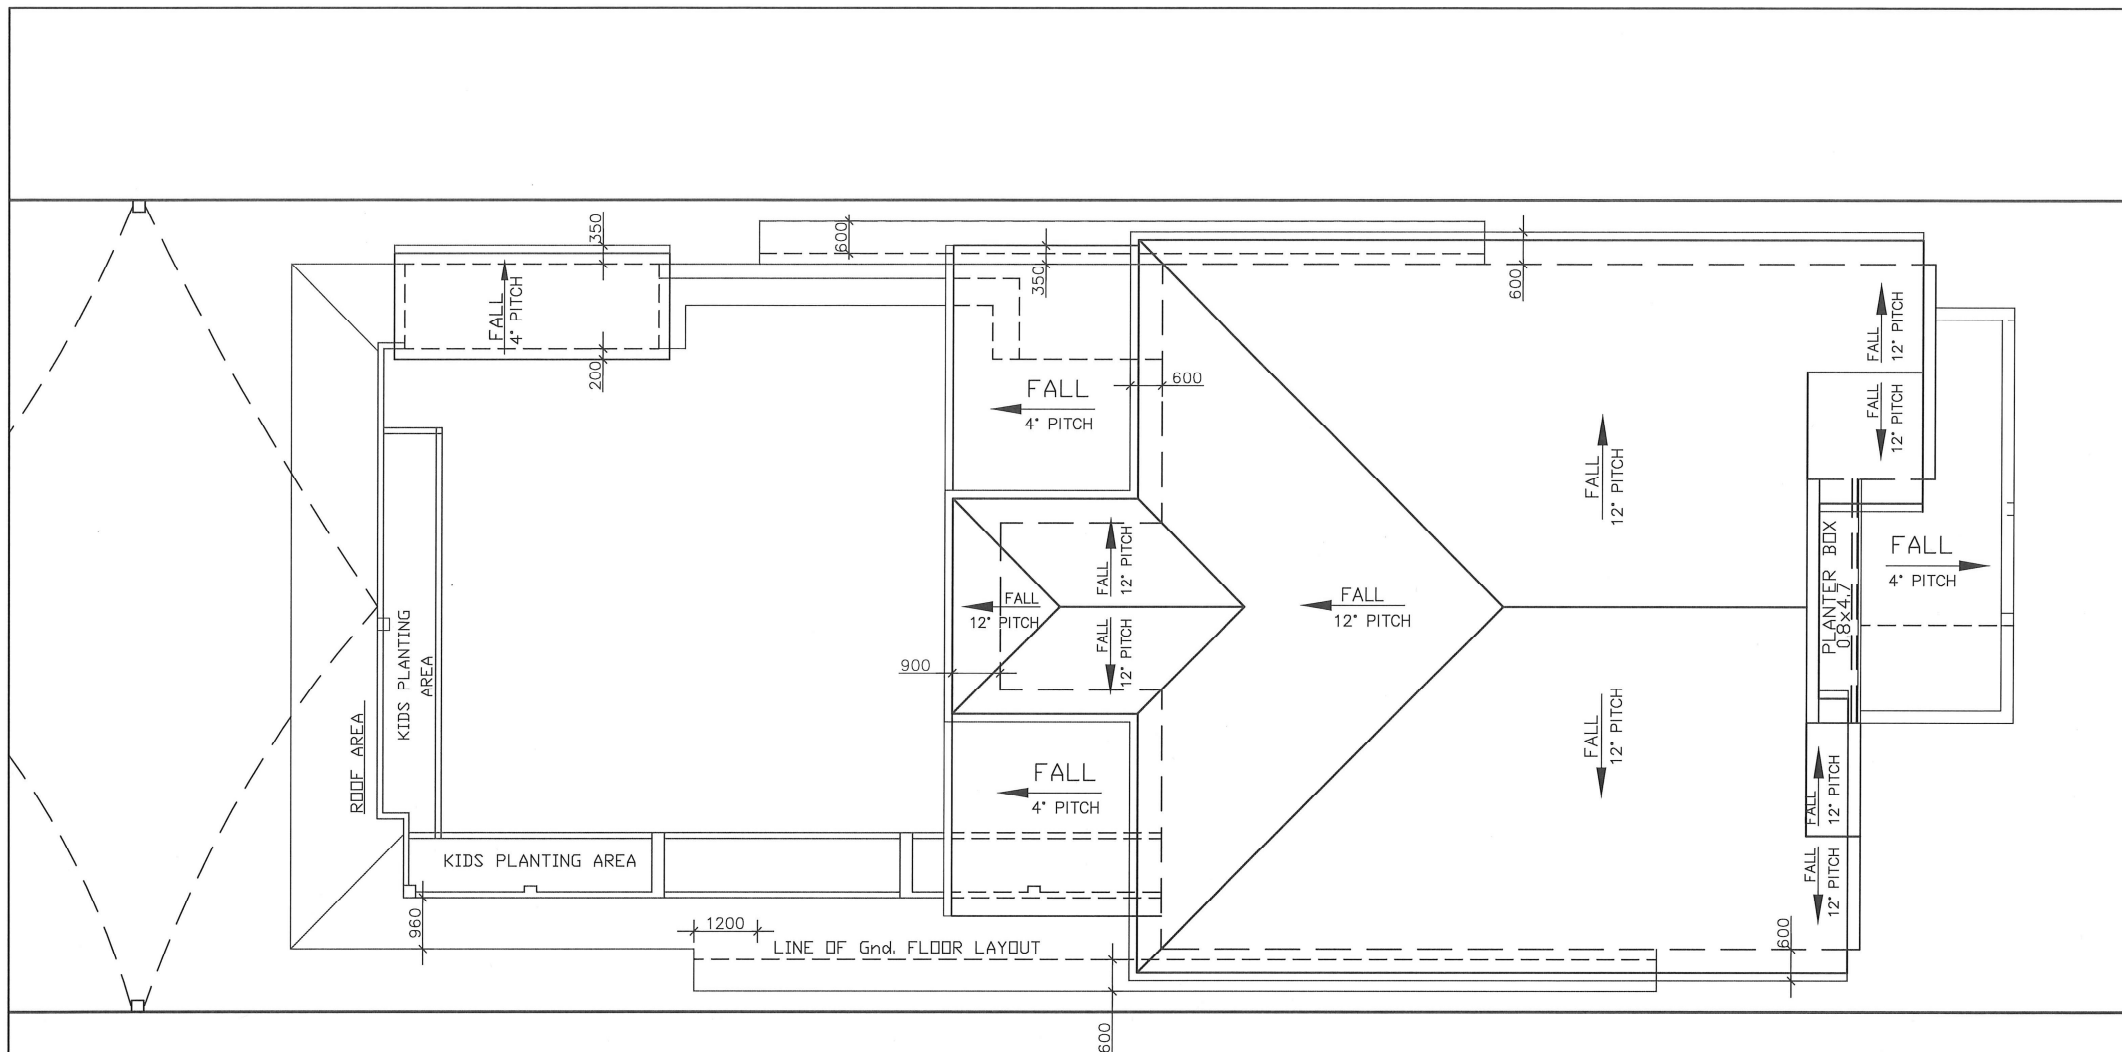 350
FALL
4° PITCH
200
600
350
600
FALL
4° PITCH
600
FALL
12° PITCH
FALL
12° PITCH
FALL
12° PITCH
FALL
12° PITCH
FALL
12° PITCH
FALL
12° PITCH
FALL
12° PITCH
900
FALL
12° PITCH
PLANTER BOX
0.8x4.7
FALL
4° PITCH
KIDS PLANTING
AREA
ROOF AREA
FALL
4° PITCH
FALL
12° PITCH
FALL
12° PITCH
FALL
12° PITCH
KIDS PLANTING AREA
960
1200
LINE OF Gnd. FLOOR LAYOUT
600
600